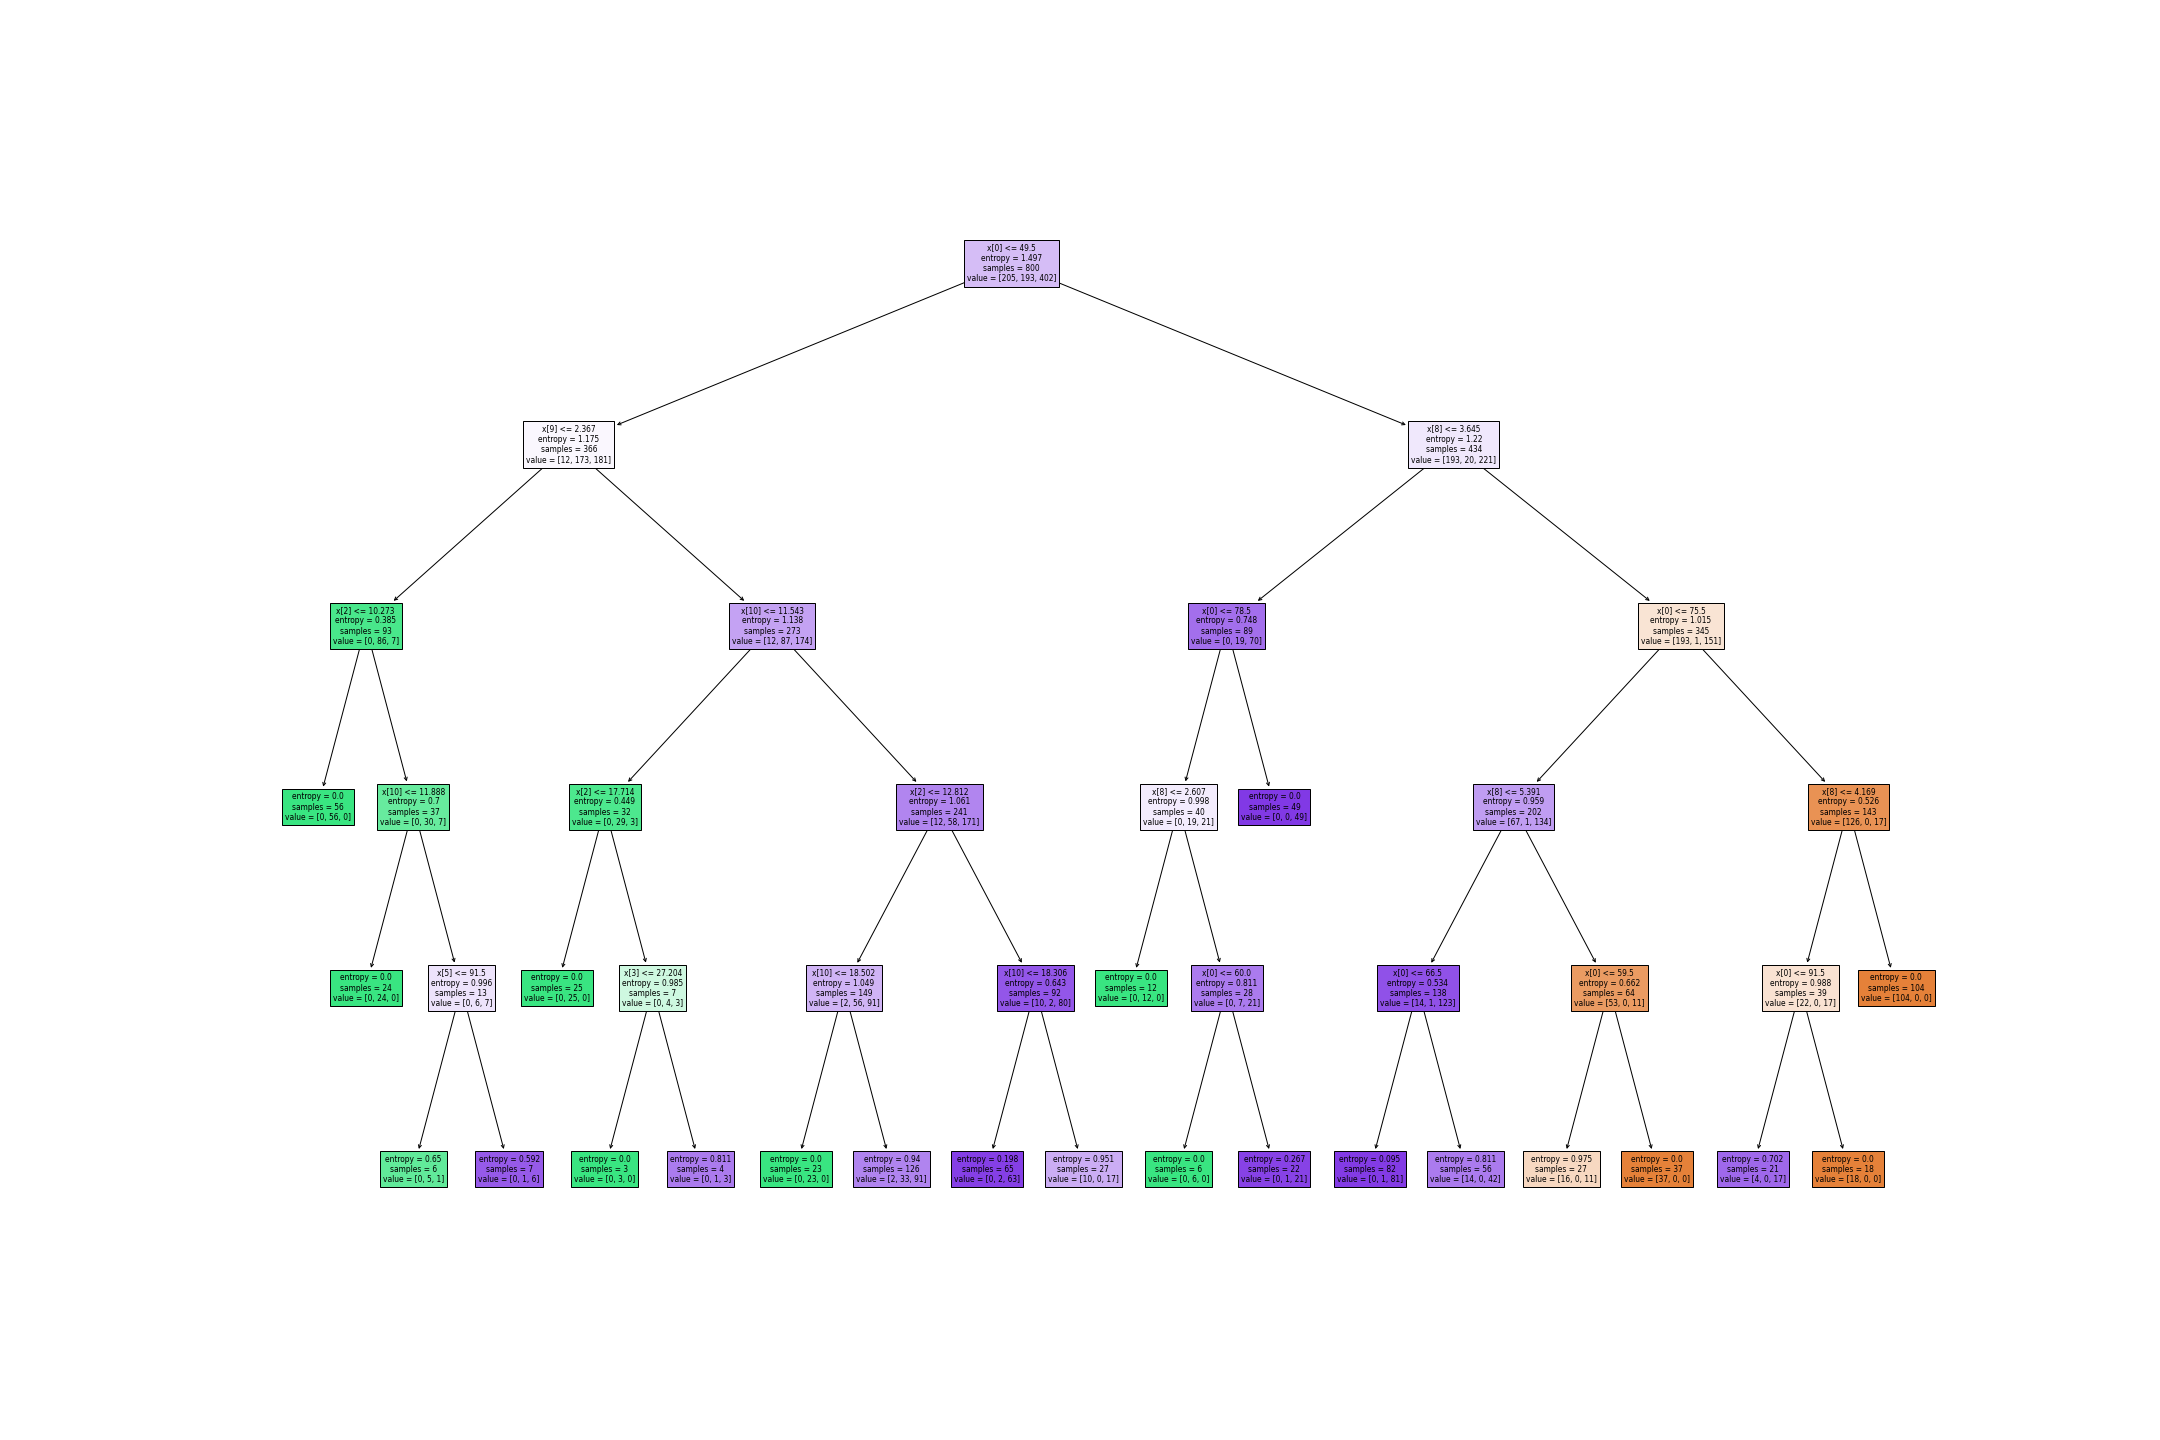 x[0] <= 49.5
entropy = 1.497
samples = 800
value = [205, 193, 402]
x[9] <= 2.367
entropy = 1.175
samples = 366
value = [12, 173, 181]
x[8] <= 3.645
entropy = 1.22
samples = 434
value = [193, 20, 221]
x[2] <= 10.273
entropy = 0.385
samples = 93
value = [0, 86, 7]
x[10] <= 11.543
entropy = 1.138
samples = 273
value = [12, 87, 174]
x[0] <= 78.5
entropy = 0.748
samples = 89
value = [0, 19, 70]
x[0] <= 75.5
entropy = 1.015
samples = 345
value = [193, 1, 151]
entropy = 0.0
samples = 56
value = [0, 56, 0]
x[10] <= 11.888
entropy = 0.7
samples = 37
value = [0, 30, 7]
x[2] <= 17.714
entropy = 0.449
samples = 32
value = [0, 29, 3]
x[2] <= 12.812
entropy = 1.061
samples = 241
value = [12, 58, 171]
x[8] <= 2.607
entropy = 0.998
samples = 40
value = [0, 19, 21]
entropy = 0.0
samples = 49
value = [0, 0, 49]
x[8] <= 5.391
entropy = 0.959
samples = 202
value = [67, 1, 134]
x[8] <= 4.169
entropy = 0.526
samples = 143
value = [126, 0, 17]
entropy = 0.0
samples = 24
value = [0, 24, 0]
x[5] <= 91.5
entropy = 0.996
samples = 13
value = [0, 6, 7]
entropy = 0.0
samples = 25
value = [0, 25, 0]
x[3] <= 27.204
entropy = 0.985
samples = 7
value = [0, 4, 3]
x[10] <= 18.502
entropy = 1.049
samples = 149
value = [2, 56, 91]
x[10] <= 18.306
entropy = 0.643
samples = 92
value = [10, 2, 80]
entropy = 0.0
samples = 12
value = [0, 12, 0]
x[0] <= 60.0
entropy = 0.811
samples = 28
value = [0, 7, 21]
x[0] <= 66.5
entropy = 0.534
samples = 138
value = [14, 1, 123]
x[0] <= 59.5
entropy = 0.662
samples = 64
value = [53, 0, 11]
x[0] <= 91.5
entropy = 0.988
samples = 39
value = [22, 0, 17]
entropy = 0.0
samples = 104
value = [104, 0, 0]
entropy = 0.65
samples = 6
value = [0, 5, 1]
entropy = 0.592
samples = 7
value = [0, 1, 6]
entropy = 0.0
samples = 3
value = [0, 3, 0]
entropy = 0.811
samples = 4
value = [0, 1, 3]
entropy = 0.0
samples = 23
value = [0, 23, 0]
entropy = 0.94
samples = 126
value = [2, 33, 91]
entropy = 0.198
samples = 65
value = [0, 2, 63]
entropy = 0.951
samples = 27
value = [10, 0, 17]
entropy = 0.0
samples = 6
value = [0, 6, 0]
entropy = 0.267
samples = 22
value = [0, 1, 21]
entropy = 0.095
samples = 82
value = [0, 1, 81]
entropy = 0.811
samples = 56
value = [14, 0, 42]
entropy = 0.975
samples = 27
value = [16, 0, 11]
entropy = 0.0
samples = 37
value = [37, 0, 0]
entropy = 0.702
samples = 21
value = [4, 0, 17]
entropy = 0.0
samples = 18
value = [18, 0, 0]